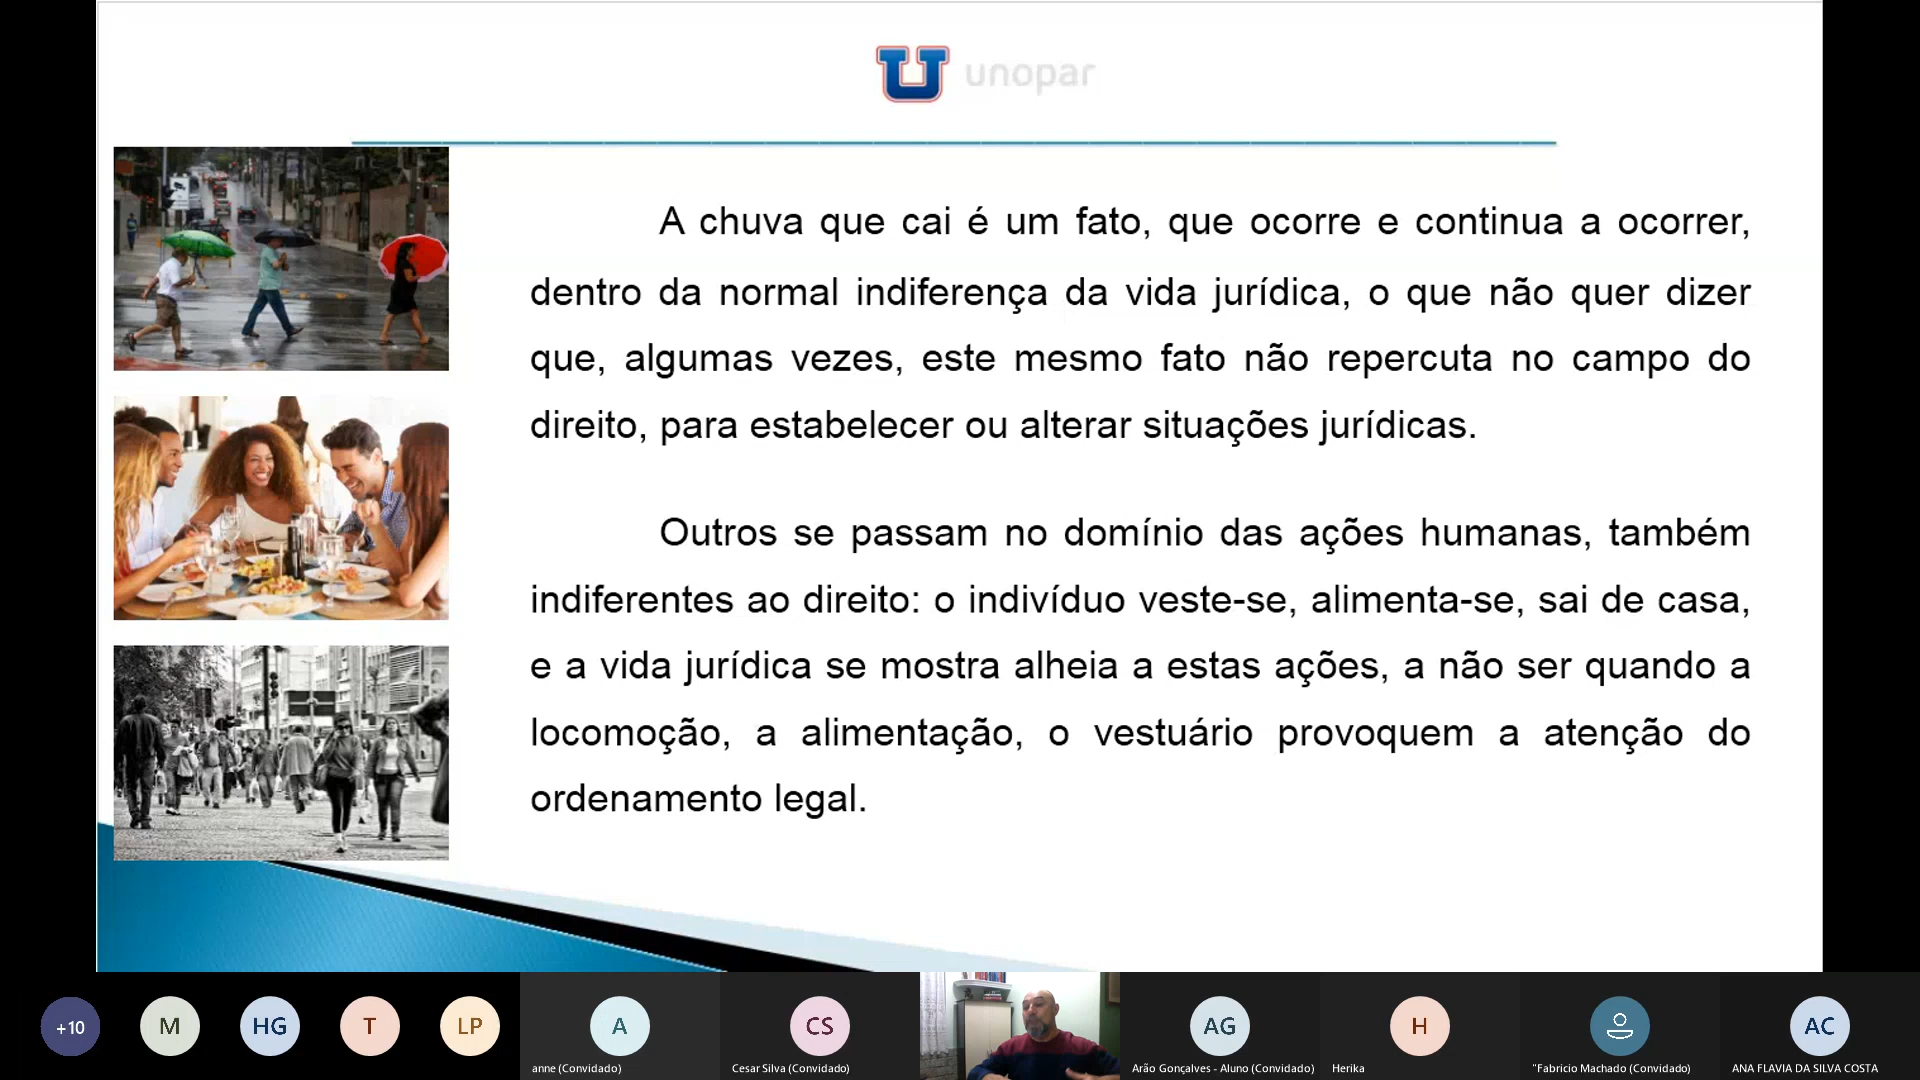 unopar
A chuva que cai é um fato, que ocorre e continua a ocorrer,
dentro da normal indiferença da vida jurídica, o que não quer dizer
que, algumas vezes, este mesmo fato não repercuta no campo do
direito, para estabelecer ou alterar situações jurídicas.
Outros se passam no domínio das ações humanas, também
indiferentes ao direito: o indivíduo veste-se, alimenta-se, sai de casa,
e a vida jurídica se mostra alheia a estas ações, a não ser quando a
locomoção, a alimentação, o vestuário provoquem a atenção do
ordenamento legal.
+10
M
HG
T
LP
A
anne (Convidado)
CS
Cesar Silva (Convidado)
AG
Arão Gonçalves - Aluno (Convidado)
H
Herika
"Fabricio Machado (Convidado)
AC
ANA FLAVIA DA SILVA COSTA